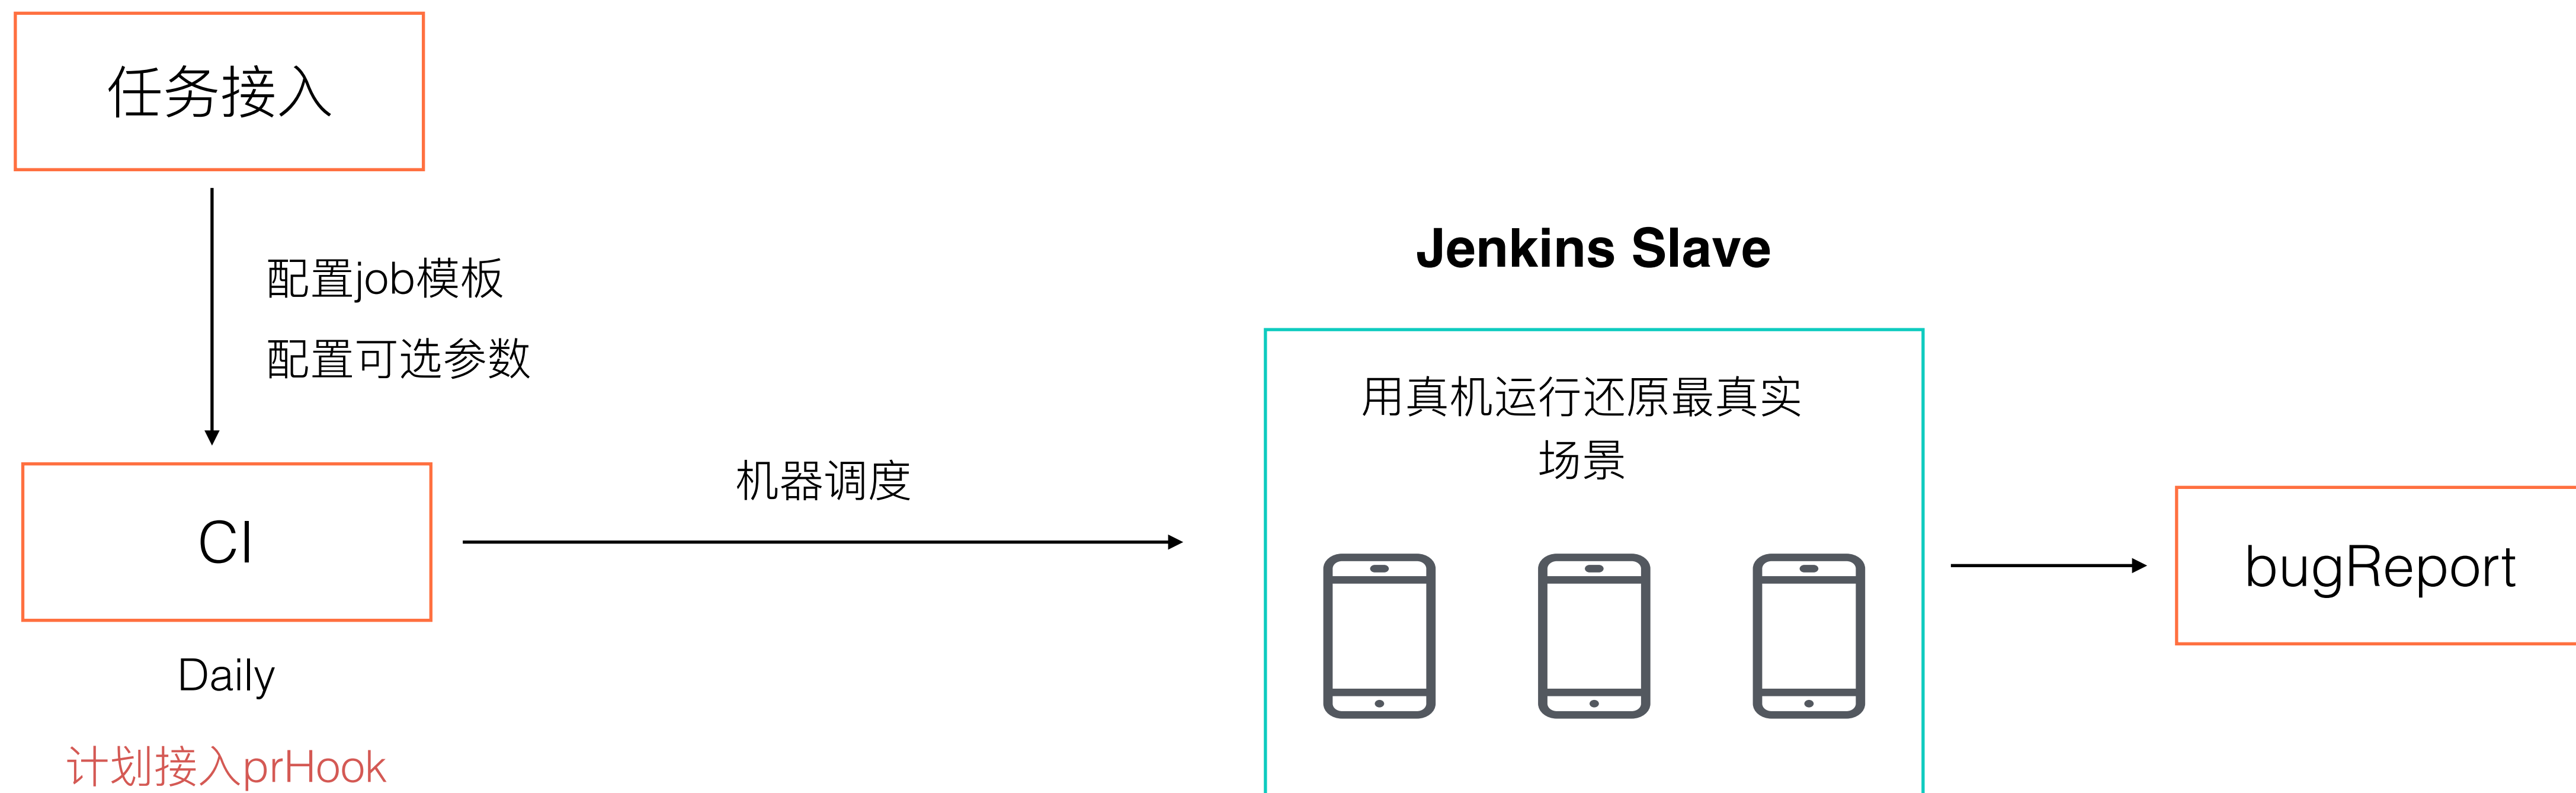 任务接入
配置job模板
配置可选参数
CI
Daily
计划接入prHook
机器调度
Jenkins Slave
用真机运行还原最真实
场景
bugReport